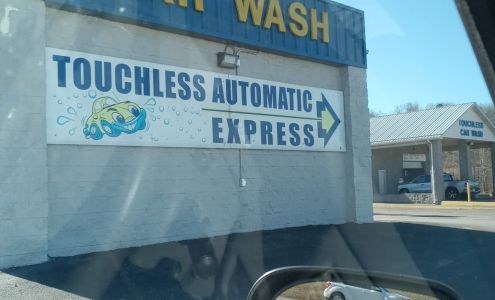 WASH
TOUCHLESS AUTOMATIC
EXPRESS
TOUCHLESS
CAR WASH